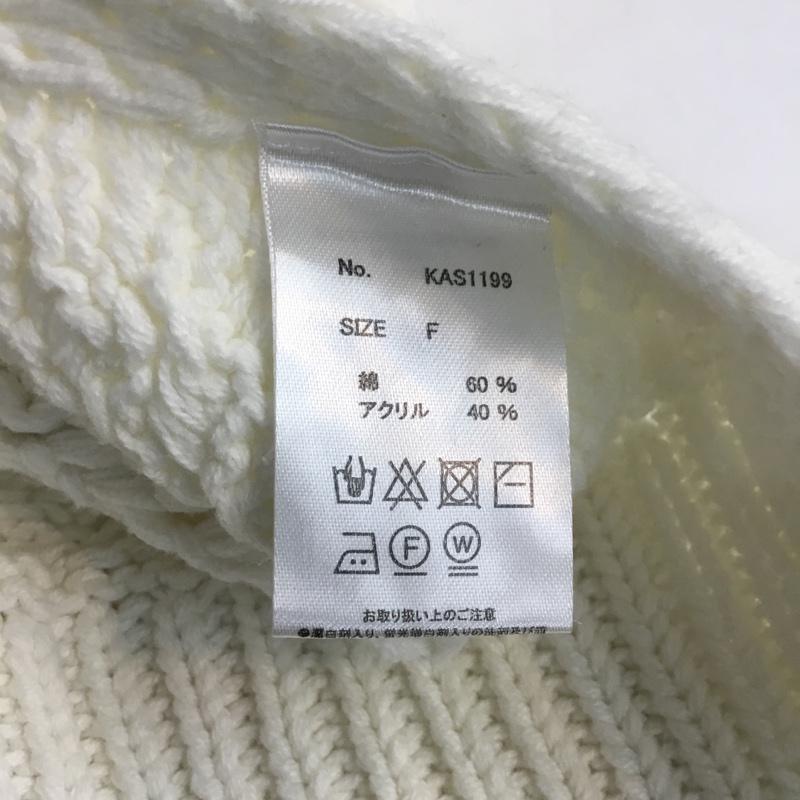 No. KAS1199
SIZE F
綿 60 %
アクリル 40 %
F W
お取り扱い上のご注意